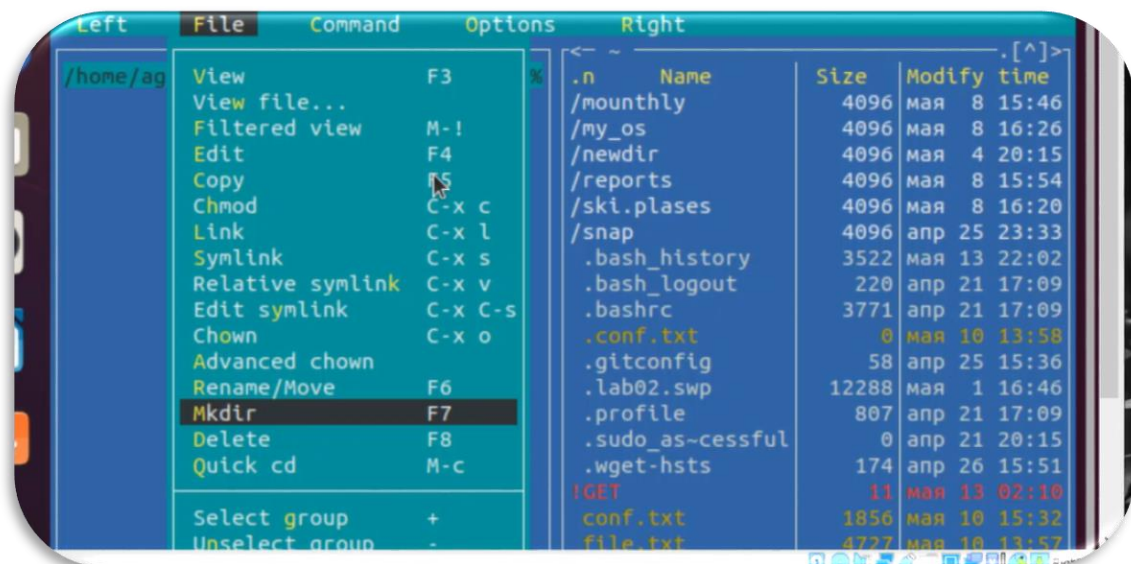 Left File Command Options Right
<─ ~ .[^]>
/home/ag %
View F3
View file...
Filtered view M-!
Edit F4
Copy F5
Chmod C-x c
Link C-x l
Symlink C-x s
Relative symlink C-x v
Edit symlink C-x C-s
Chown C-x o
Advanced chown
Rename/Move F6
Mkdir F7
Delete F8
Quick cd M-c
Select group +
Unselect group -
.n Name Size Modify time
/mounthly 4096 мая 8 15:46
/my_os 4096 мая 8 16:26
/newdir 4096 мая 4 20:15
/reports 4096 мая 8 15:54
/ski.plases 4096 мая 8 16:20
/snap 4096 апр 25 23:33
.bash_history 3522 мая 13 22:02
.bash_logout 220 апр 21 17:09
.bashrc 3771 апр 21 17:09
.conf.txt 0 мая 10 13:58
.gitconfig 58 апр 25 15:36
.lab02.swp 12288 мая 1 16:46
.profile 807 апр 21 17:09
.sudo_as~cessful 0 апр 21 20:15
.wget-hsts 174 апр 26 15:51
!GET 11 мая 13 02:10
conf.txt 1856 мая 10 15:32
file.txt 4727 мая 10 13:57